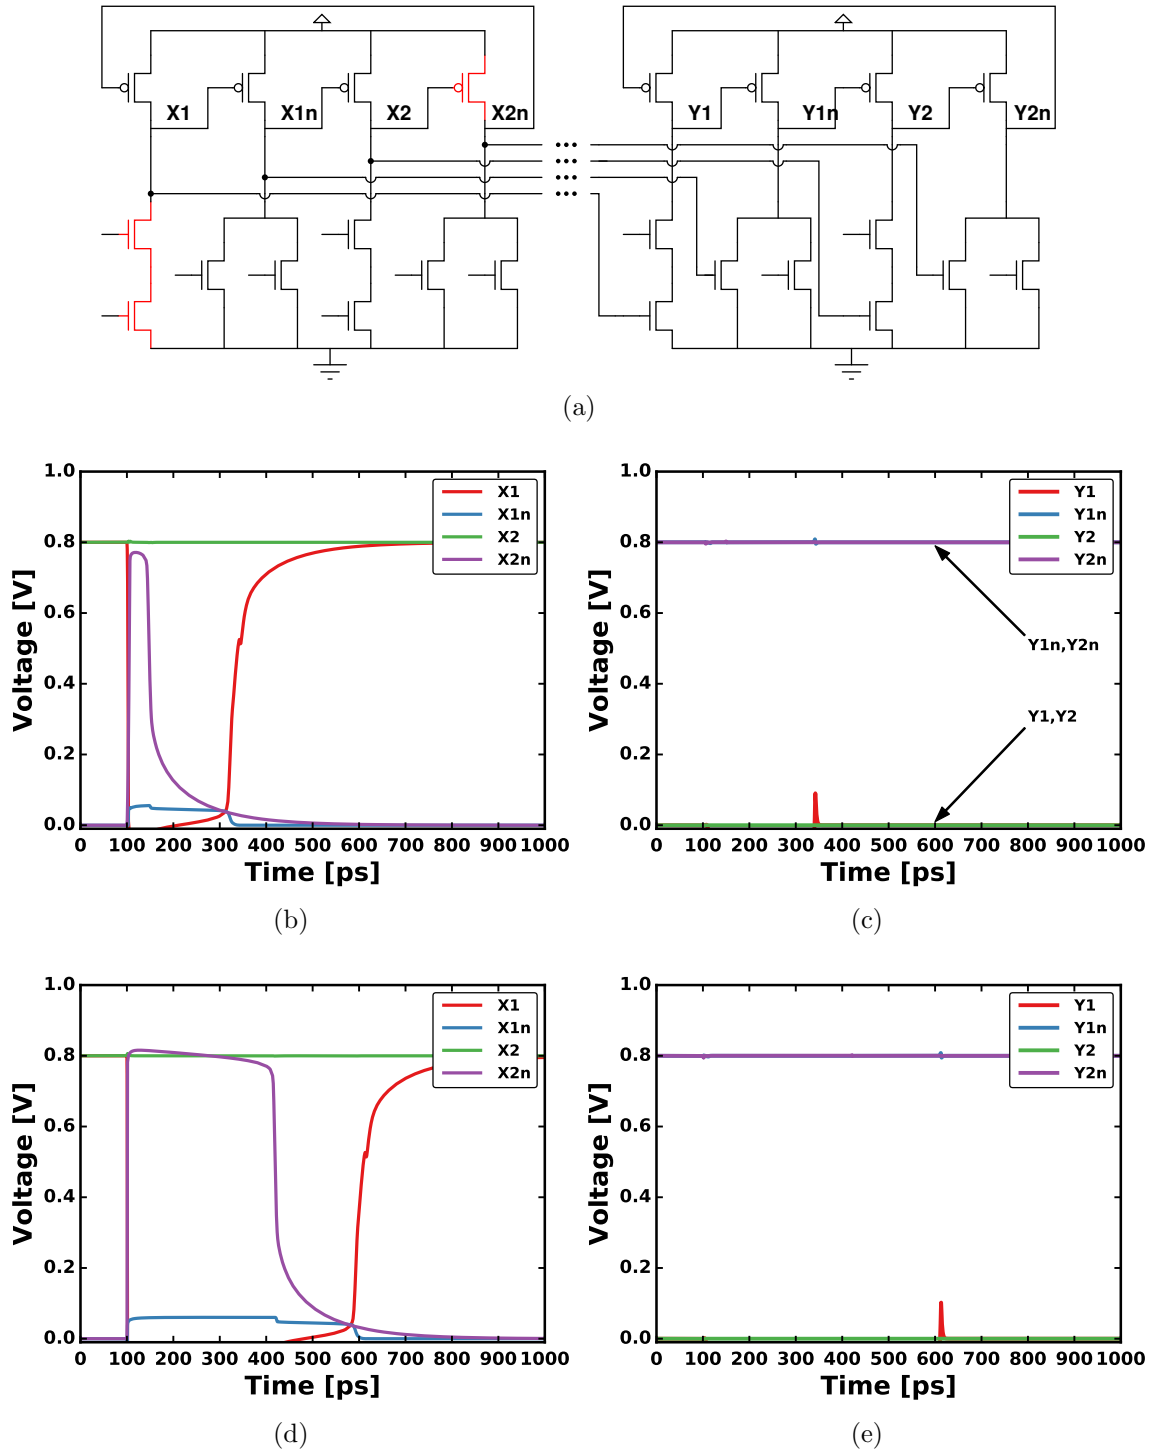 X1 X1n X2 X2n Y1 Y1n Y2 Y2n
(a)
1.0
0.8
0.6
0.4
0.2
0.0
Voltage [V]
X1
X1n
X2
X2n
0 100 200 300 400 500 600 700 800 900 1000
Time [ps]
(b)
1.0
0.8
0.6
0.4
0.2
0.0
Voltage [V]
Y1
Y1n
Y2
Y2n
Y1n,Y2n
Y1,Y2
0 100 200 300 400 500 600 700 800 900 1000
Time [ps]
(c)
1.0
0.8
0.6
0.4
0.2
0.0
Voltage [V]
X1
X1n
X2
X2n
0 100 200 300 400 500 600 700 800 900 1000
Time [ps]
(d)
1.0
0.8
0.6
0.4
0.2
0.0
Voltage [V]
Y1
Y1n
Y2
Y2n
0 100 200 300 400 500 600 700 800 900 1000
Time [ps]
(e)